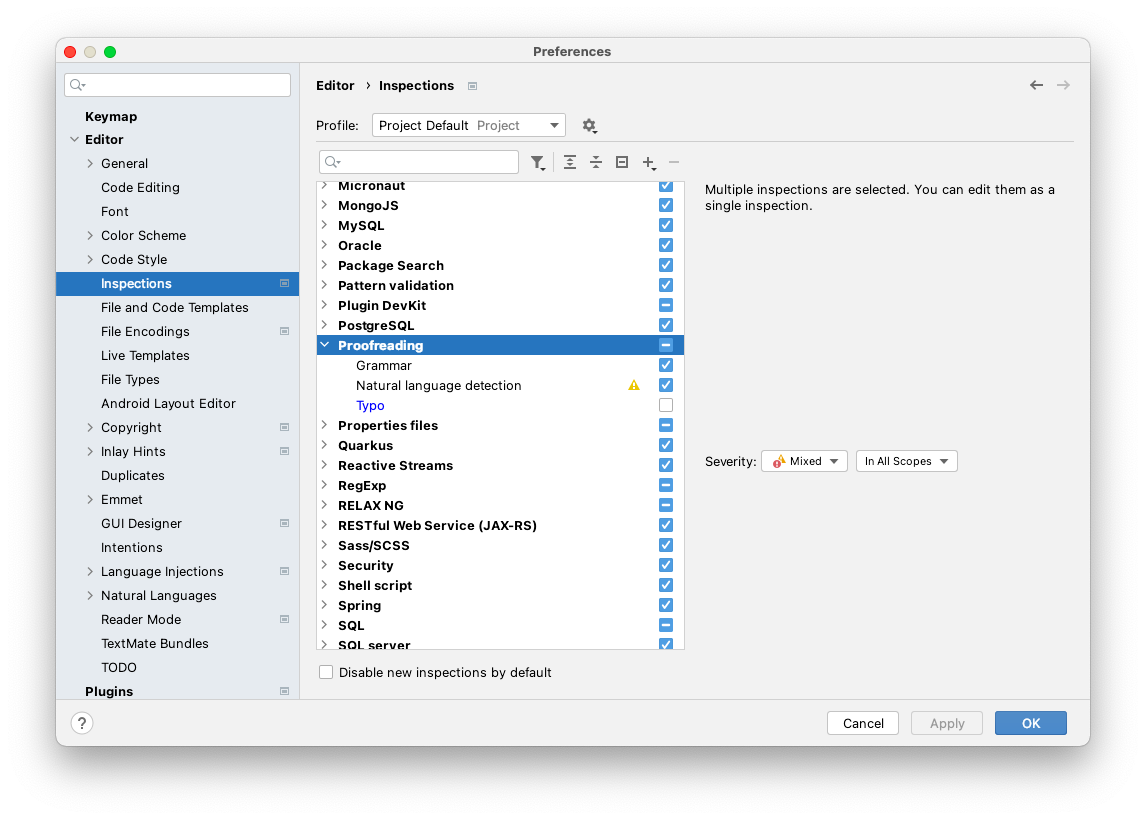 Preferences
Keymap
Editor
General
Code Editing
Font
Color Scheme
Code Style
Inspections
File and Code Templates
File Encodings
Live Templates
File Types
Android Layout Editor
Copyright
Inlay Hints
Duplicates
Emmet
GUI Designer
Intentions
Language Injections
Natural Languages
Reader Mode
TextMate Bundles
TODO
Plugins
Editor › Inspections
Profile: Project Default Project
Micronaut
MongoJS
MySQL
Oracle
Package Search
Pattern validation
Plugin DevKit
PostgreSQL
Proofreading
Grammar
Natural language detection
Typo
Properties files
Quarkus
Reactive Streams
RegExp
RELAX NG
RESTful Web Service (JAX-RS)
Sass/SCSS
Security
Shell script
Spring
SQL
SQL server
Disable new inspections by default
Multiple inspections are selected. You can edit them as a
single inspection.
Severity: Mixed In All Scopes
? Cancel Apply OK